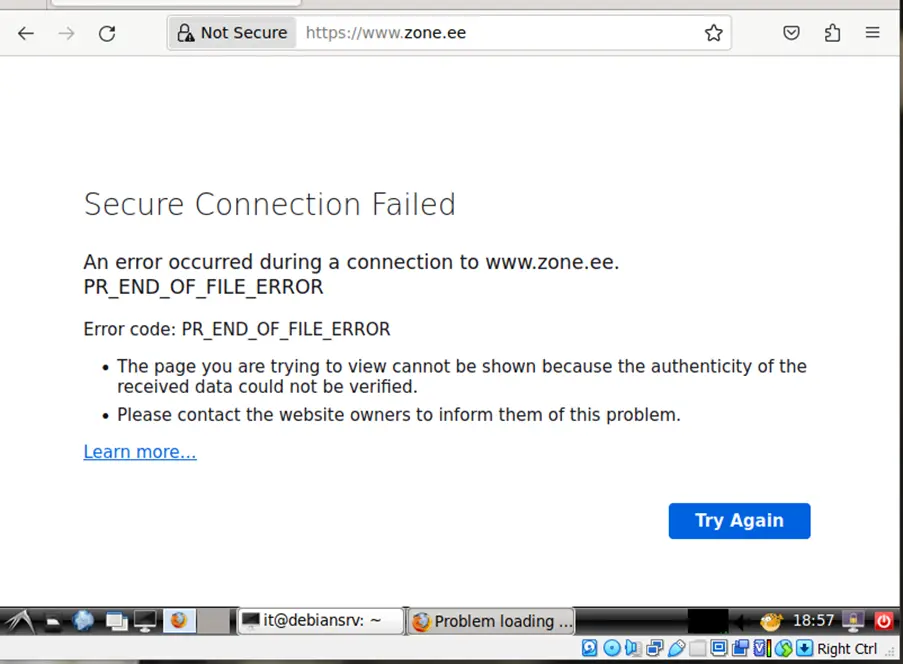 Not Secure https://www.zone.ee
Secure Connection Failed
An error occurred during a connection to www.zone.ee.
PR_END_OF_FILE_ERROR
Error code: PR_END_OF_FILE_ERROR
• The page you are trying to view cannot be shown because the authenticity of the
received data could not be verified.
• Please contact the website owners to inform them of this problem.
Learn more…
Try Again
it@debiansrv: ~ Problem loading ... 18:57
Right Ctrl